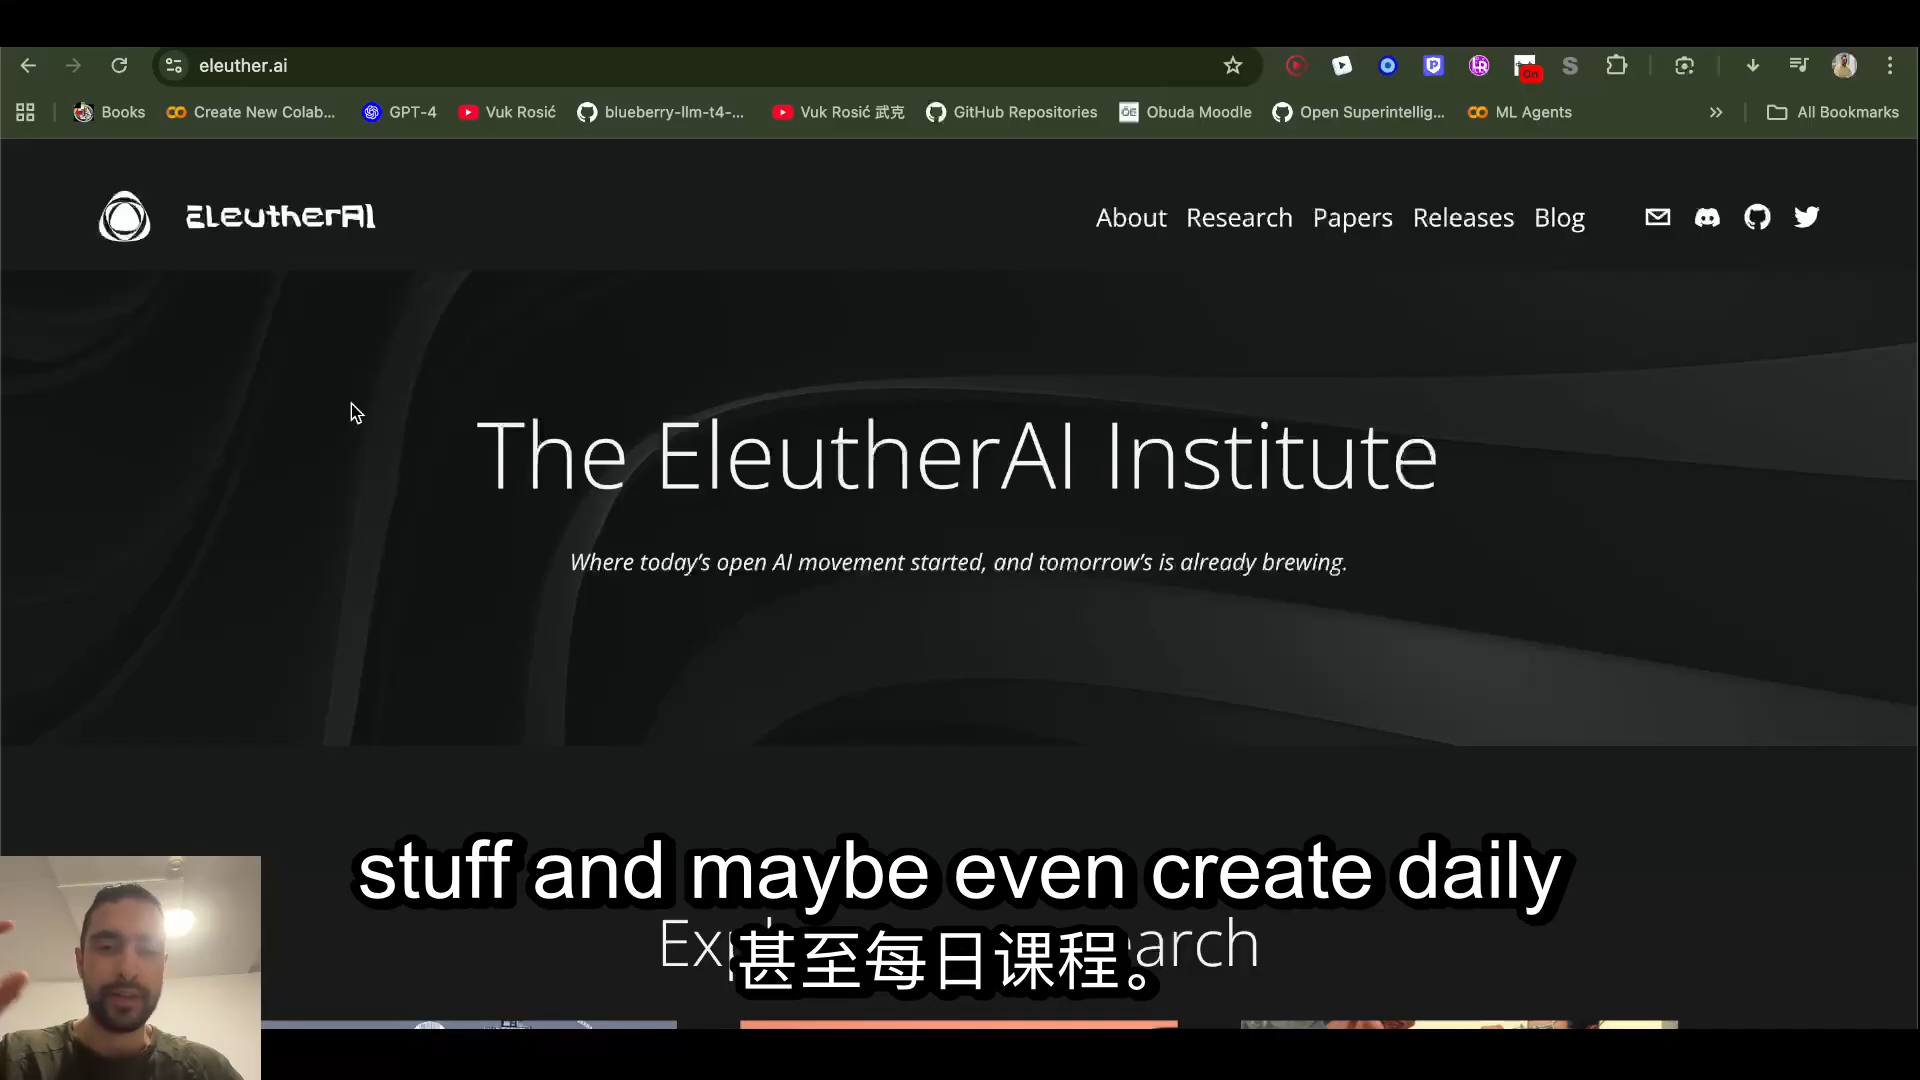 eleuther.ai
On
Books
Create New Colab...
GPT-4
Vuk Rosić
blueberry-llm-t4-...
Vuk Rosić 武克
GitHub Repositories
Obuda Moodle
Open Superintellig...
ML Agents
All Bookmarks
EleutherAI
About Research Papers Releases Blog
The EleutherAI Institute
Where today's open AI movement started, and tomorrow's is already brewing.
stuff and maybe even create daily
甚至每日课程。